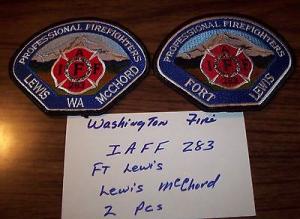 PROFESSIONAL FIREFIGHTERS
I A F F
LEWIS WA McCHORD
PROFESSIONAL FIREFIGHTERS
I A F F
FORT LEWIS
Washington Fire
IAFF 283
FT Lewis
Lewis McChord
2 pcs